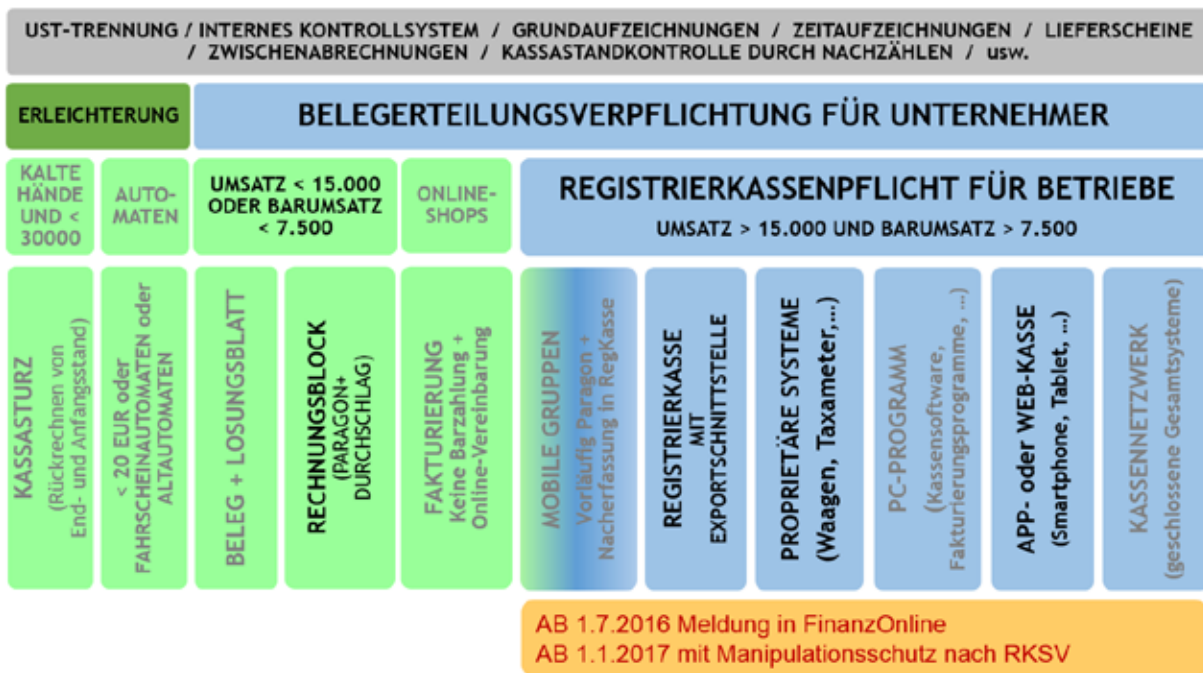 UST-TRENNUNG / INTERNES KONTROLLSYSTEM / GRUNDAUFZEICHNUNGEN / ZEITAUFZEICHNUNGEN / LIEFERSCHEINE
/ ZWISCHENABRECHNUNGEN / KASSASTANDKONTROLLE DURCH NACHZÄHLEN / usw.
ERLEICHTERUNG
BELEGERTEILUNGSVERPFLICHTUNG FÜR UNTERNEHMER
KALTE
HÄNDE
UND <
30000
AUTO-
MATEN
UMSATZ < 15.000
ODER BARUMSATZ
< 7.500
ONLINE-
SHOPS
REGISTRIERKASSENPFLICHT FÜR BETRIEBE
UMSATZ > 15.000 UND BARUMSATZ > 7.500
KASSASTURZ
(Rückrechnen von
End- und Anfangsstand)
< 20 EUR oder
FAHRSCHEINAUTOMATEN oder
ALTAUTOMATEN
BELEG + LOSUNGSBLATT
RECHNUNGSBLOCK
(PARAGON+
DURCHSCHLAG)
FAKTURIERUNG
Keine Barzahlung +
Online-Vereinbarung
MOBILE GRUPPEN
Vorläufig Paragon +
Nacherfassung in RegKasse
REGISTRIERKASSE
MIT
EXPORTSCHNITTSTELLE
PROPRIETÄRE SYSTEME
(Waagen, Taxameter,...)
PC-PROGRAMM
(Kassensoftware,
Fakturierungsprogramme, ...)
APP- oder WEB-KASSE
(Smartphone, Tablet, ...)
KASSENNETZWERK
(geschlossene Gesamtsysteme)
AB 1.7.2016 Meldung in FinanzOnline
AB 1.1.2017 mit Manipulationsschutz nach RKSV